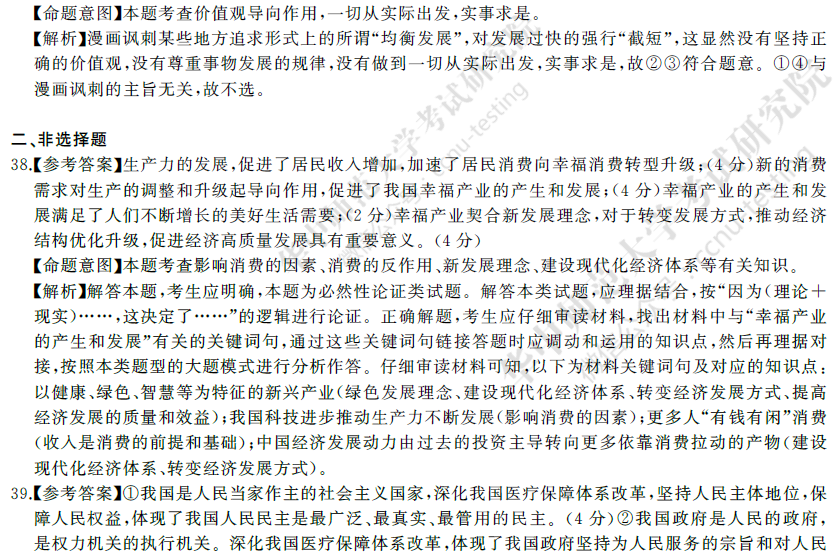 【命题意图】本题考查价值观导向作用,一切从实际出发,实事求是。
【解析】漫画讽刺某些地方追求形式上的所谓“均衡发展”,对发展过快的强行“截短”,这显然没有坚持正
确的价值观,没有尊重事物发展的规律,没有做到一切从实际出发,实事求是,故②③符合题意。①④与
漫画讽刺的主旨无关,故不选。
二、非选择题
38.【参考答案】生产力的发展,促进了居民收入增加,加速了居民消费向幸福消费转型升级;(4分)新的消费
需求对生产的调整和升级起导向作用,促进了我国幸福产业的产生和发展;(4分)幸福产业的产生和发
展满足了人们不断增长的美好生活需要;(2分)幸福产业契合新发展理念,对于转变发展方式,推动经济
结构优化升级,促进经济高质量发展具有重要意义。(4分)
【命题意图】本题考查影响消费的因素、消费的反作用、新发展理念、建设现代化经济体系等有关知识。
【解析】解答本题,考生应明确,本题为必然性论证类试题。解答本类试题,应理据结合,按“因为(理论+
现实)……,这决定了……”的逻辑进行论证。正确解题,考生应仔细审读材料,找出材料中与“幸福产业
的产生和发展”有关的关键词句,通过这些关键词句链接答题时应调动和运用的知识点,然后再理据对
接,按照本类题型的大题模式进行分析作答。仔细审读材料可知,以下为材料关键词句及对应的知识点:
以健康、绿色、智慧等为特征的新兴产业(绿色发展理念、建设现代化经济体系、转变经济发展方式、提高
经济发展的质量和效益);我国科技进步推动生产力不断发展(影响消费的因素);更多人“有钱有闲”消费
(收入是消费的前提和基础);中国经济发展动力由过去的投资主导转向更多依靠消费拉动的产物(建设
现代化经济体系、转变经济发展方式)。
39.【参考答案】①我国是人民当家作主的社会主义国家,深化我国医疗保障体系改革,坚持人民主体地位,保
障人民权益,体现了我国人民民主是最广泛、最真实、最管用的民主。(4分)②我国政府是人民的政府,
是权力机关的执行机关。深化我国医疗保障体系改革,体现了我国政府坚持为人民服务的宗旨和对人民